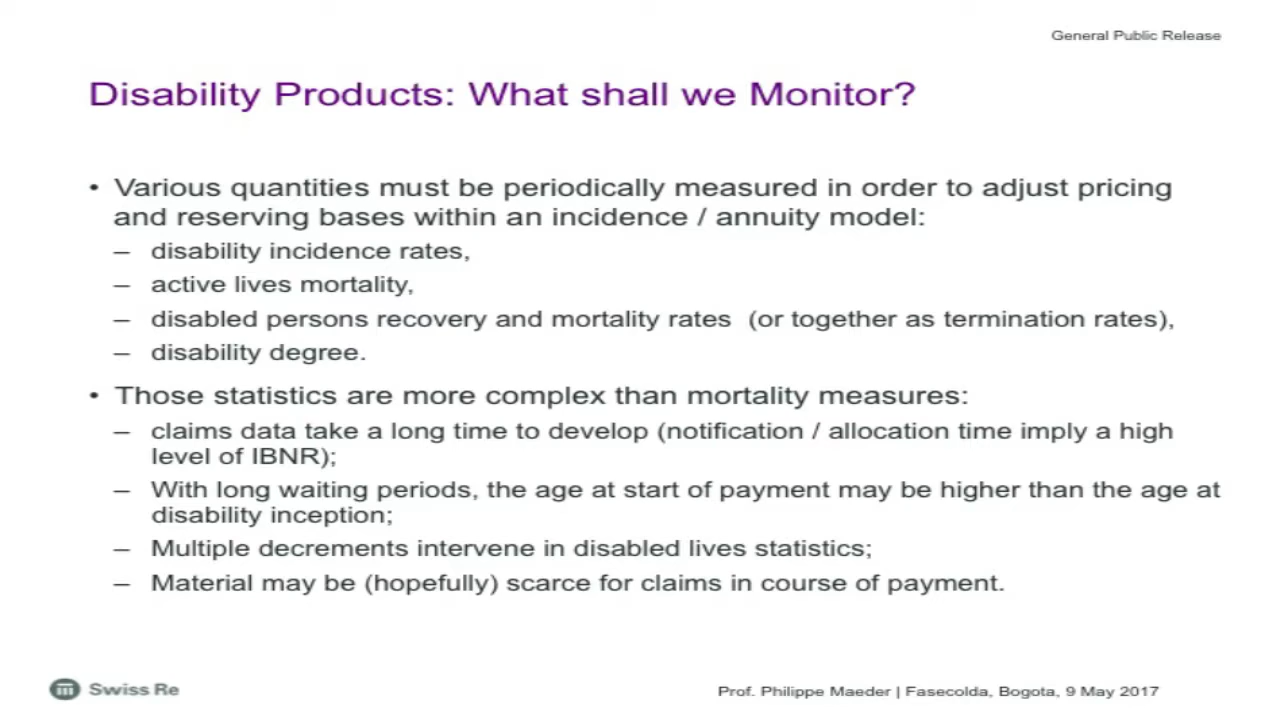 General Public Release
Disability Products: What shall we Monitor?
• Various quantities must be periodically measured in order to adjust pricing
and reserving bases within an incidence / annuity model:
– disability incidence rates,
– active lives mortality,
– disabled persons recovery and mortality rates (or together as termination rates),
– disability degree.
• Those statistics are more complex than mortality measures:
– claims data take a long time to develop (notification / allocation time imply a high
level of IBNR);
– With long waiting periods, the age at start of payment may be higher than the age at
disability inception;
– Multiple decrements intervene in disabled lives statistics;
– Material may be (hopefully) scarce for claims in course of payment.
Swiss Re
Prof. Philippe Maeder | Fasecolda, Bogota, 9 May 2017